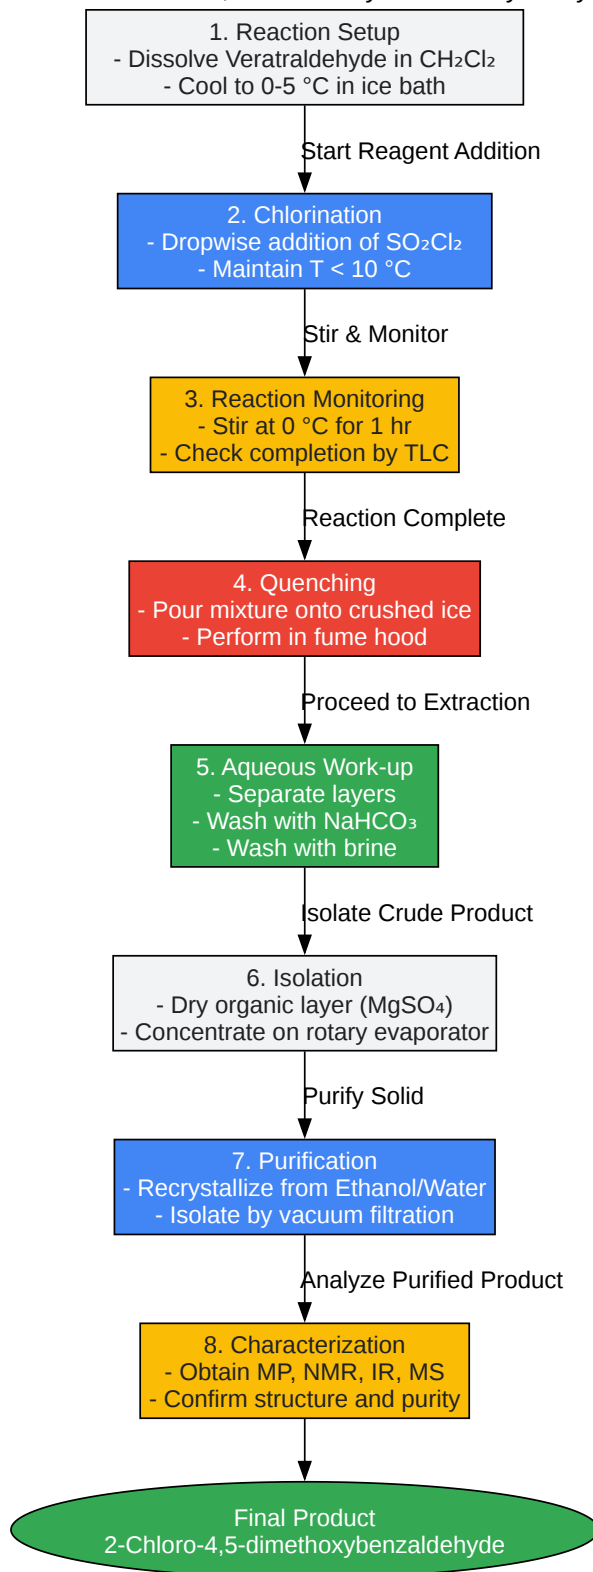 1. Reaction Setup
- Dissolve Veratraldehyde in CH₂Cl₂
- Cool to 0-5 °C in ice bath
Start Reagent Addition
2. Chlorination
- Dropwise addition of SO₂Cl₂
- Maintain T < 10 °C
Stir & Monitor
3. Reaction Monitoring
- Stir at 0 °C for 1 hr
- Check completion by TLC
Reaction Complete
4. Quenching
- Pour mixture onto crushed ice
- Perform in fume hood
Proceed to Extraction
5. Aqueous Work-up
- Separate layers
- Wash with NaHCO₃
- Wash with brine
Isolate Crude Product
6. Isolation
- Dry organic layer (MgSO₄)
- Concentrate on rotary evaporator
Purify Solid
7. Purification
- Recrystallize from Ethanol/Water
- Isolate by vacuum filtration
Analyze Purified Product
8. Characterization
- Obtain MP, NMR, IR, MS
- Confirm structure and purity
Final Product
2-Chloro-4,5-dimethoxybenzaldehyde